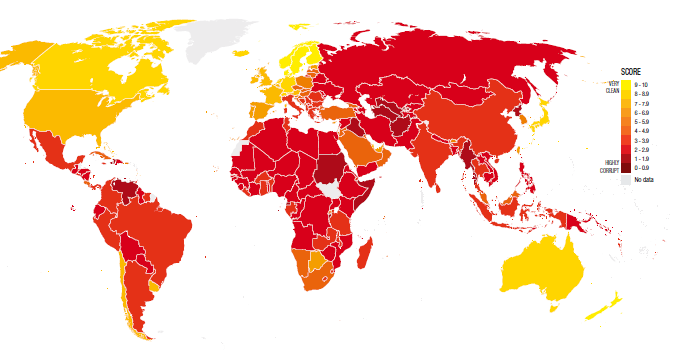 SCORE
VERY
CLEAN
9 - 10
8 - 8.9
7 - 7.9
6 - 6.9
5 - 5.9
4 - 4.9
3 - 3.9
2 - 2.9
1 - 1.9
HIGHLY
CORRUPT
0 - 0.9
No data